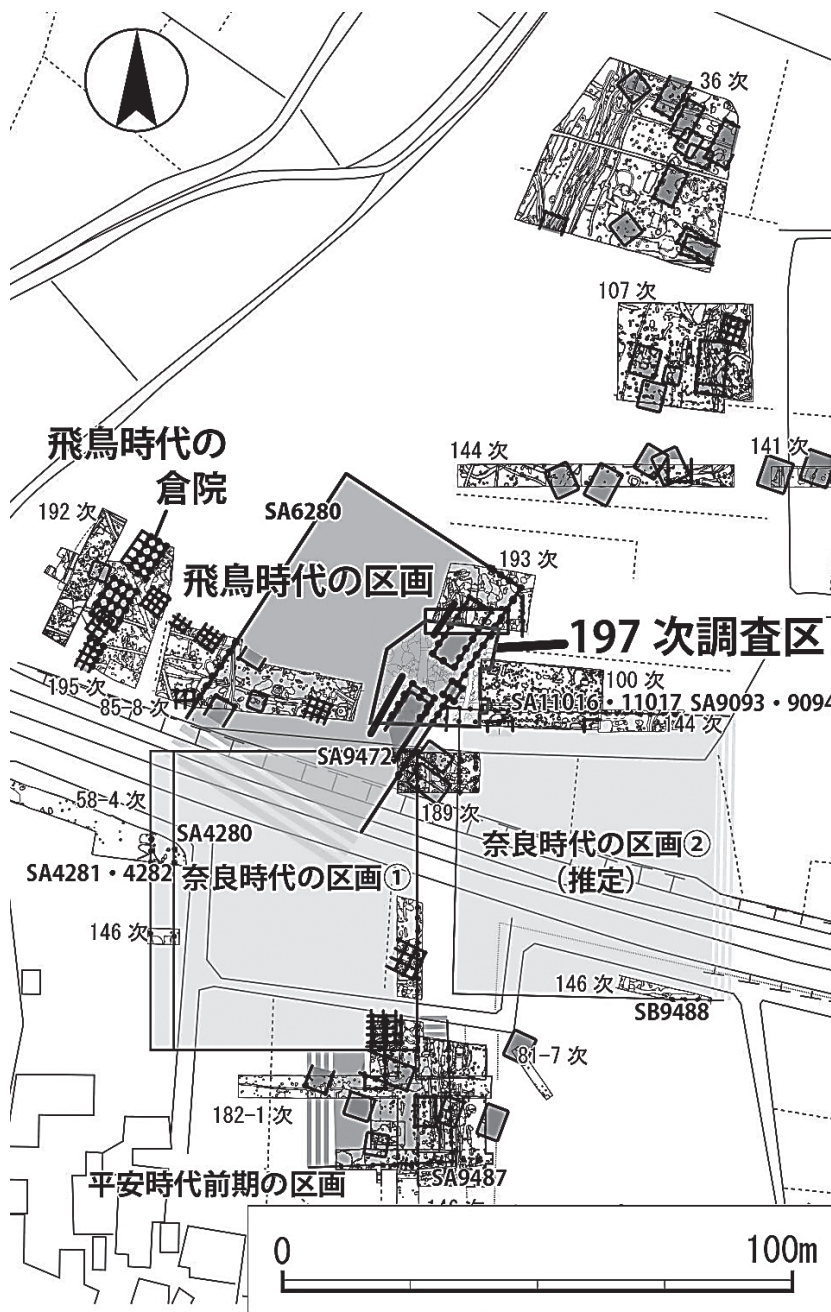 36 次
107 次
飛鳥時代の
倉院
144 次
141 次
192 次
SA6280
193 次
飛鳥時代の区画
197 次調査区
195 次
85-8 次
100 次
SA11016・11017 SA9093・9094
144 次
SA9472
58-4 次
189 次
SA4280
奈良時代の区画②
(推定)
SA4281・4282
奈良時代の区画①
146 次
146 次
SB9488
81-7 次
182-1 次
平安時代前期の区画
SA9487
146 次
0
100m